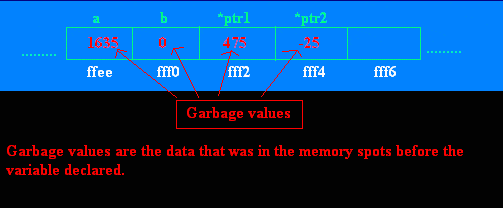 a b *ptr1 *ptr2
......... 1635 0 475 -25 .........
ffee fff0 fff2 fff4 fff6
Garbage values
Garbage values are the data that was in the memory spots before the
variable declared.